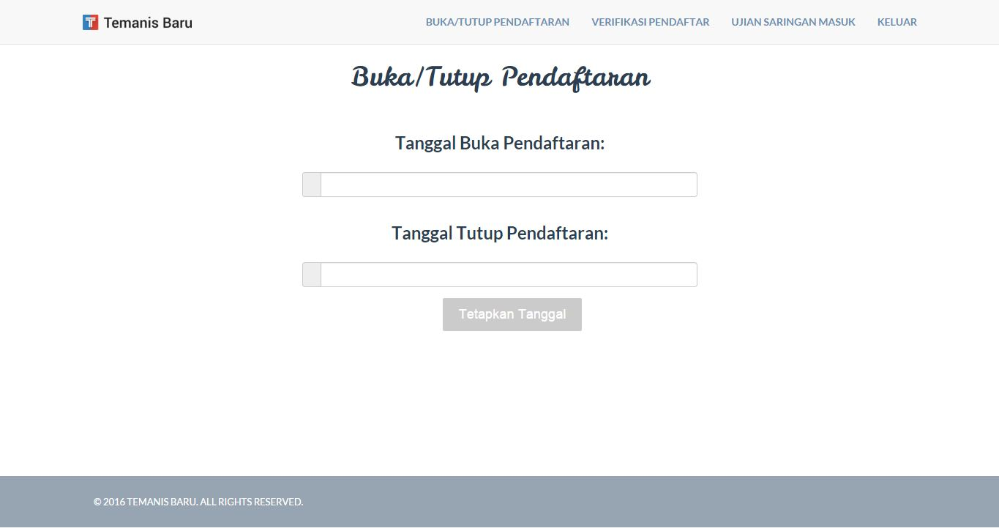 Temanis Baru
BUKA/TUTUP PENDAFTARAN VERIFIKASI PENDAFTAR UJIAN SARINGAN MASUK KELUAR
Buka/Tutup Pendaftaran
Tanggal Buka Pendaftaran:
Tanggal Tutup Pendaftaran:
Tetapkan Tanggal
© 2016 TEMANIS BARU. ALL RIGHTS RESERVED.